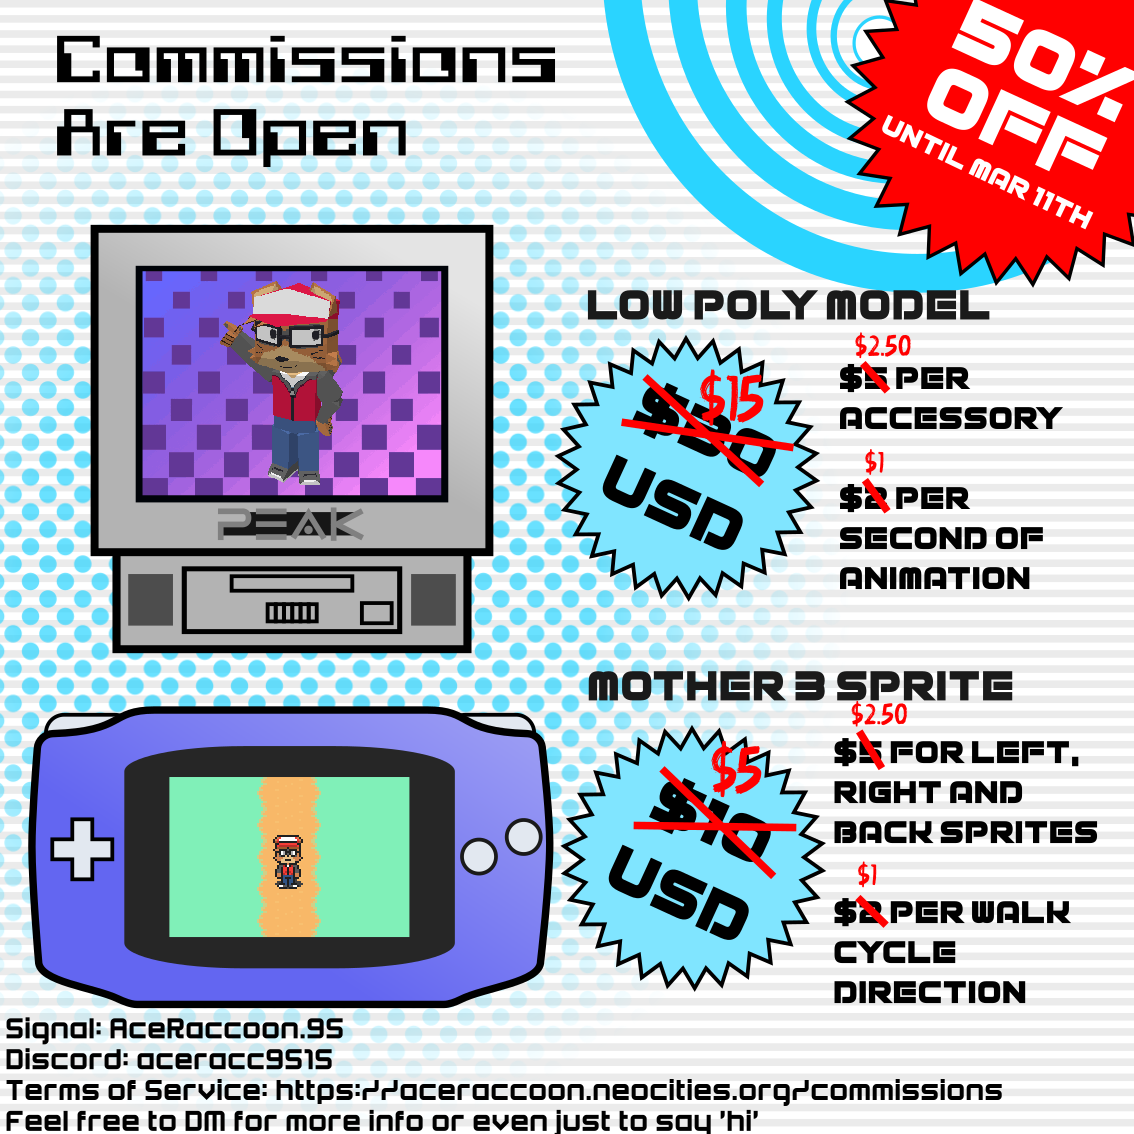 Commissions
Are Open
50%
OFF
UNTIL MAR 11TH
PEAK
LOW POLY MODEL
$15
$30
USD
$2.50
$5 PER
ACCESSORY
$1
$2 PER
SECOND OF
ANIMATION
MOTHER 3 SPRITE
$5
$10
USD
$2.50
$5 FOR LEFT,
RIGHT AND
BACK SPRITES
$1
$2 PER WALK
CYCLE
DIRECTION
Signal: AceRaccoon.95
Discord: aceracc9515
Terms of Service: https://aceraccoon.neocities.org/commissions
Feel free to DM for more info or even just to say 'hi'